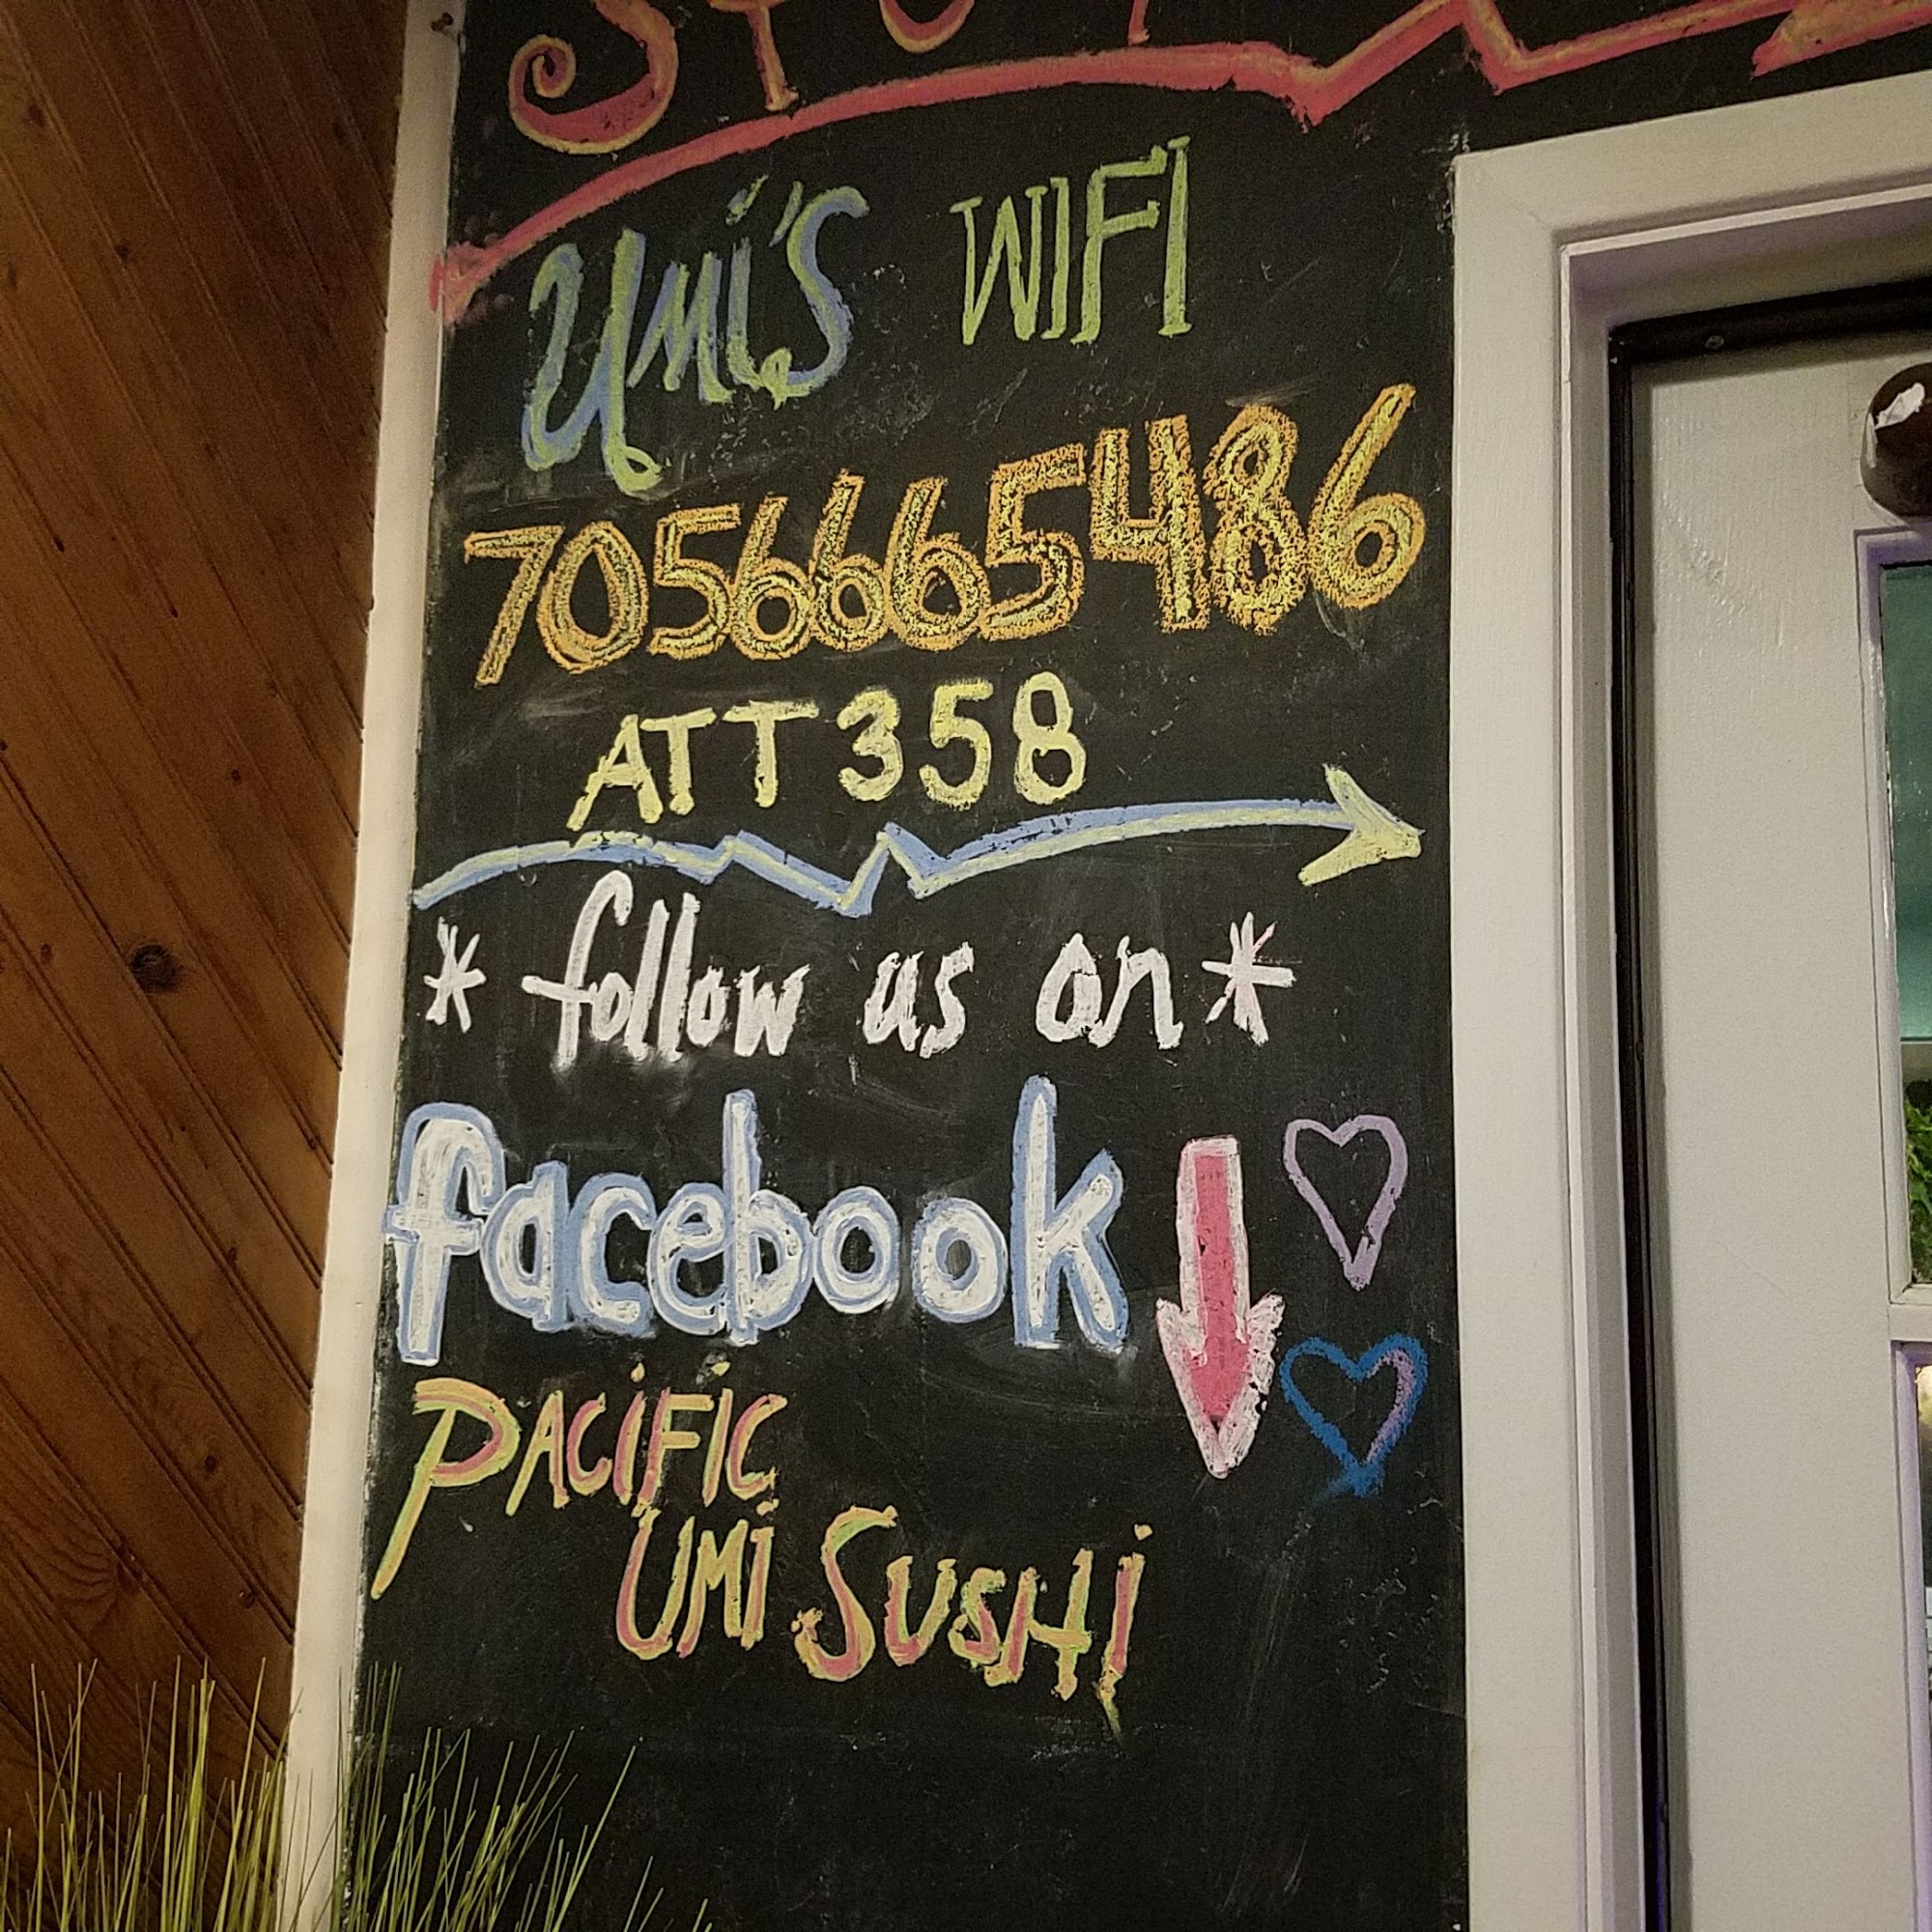 Umi's WIFI
7056665486
ATT358
* follow us on *
facebook
PACiFiC
UMi SUSHi